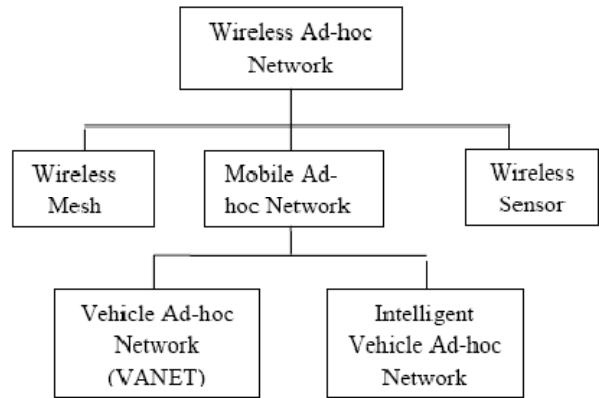 Wireless Ad-hoc
Network
Wireless
Mesh
Mobile Ad-
hoc Network
Wireless
Sensor
Vehicle Ad-hoc
Network
(VANET)
Intelligent
Vehicle Ad-hoc
Network